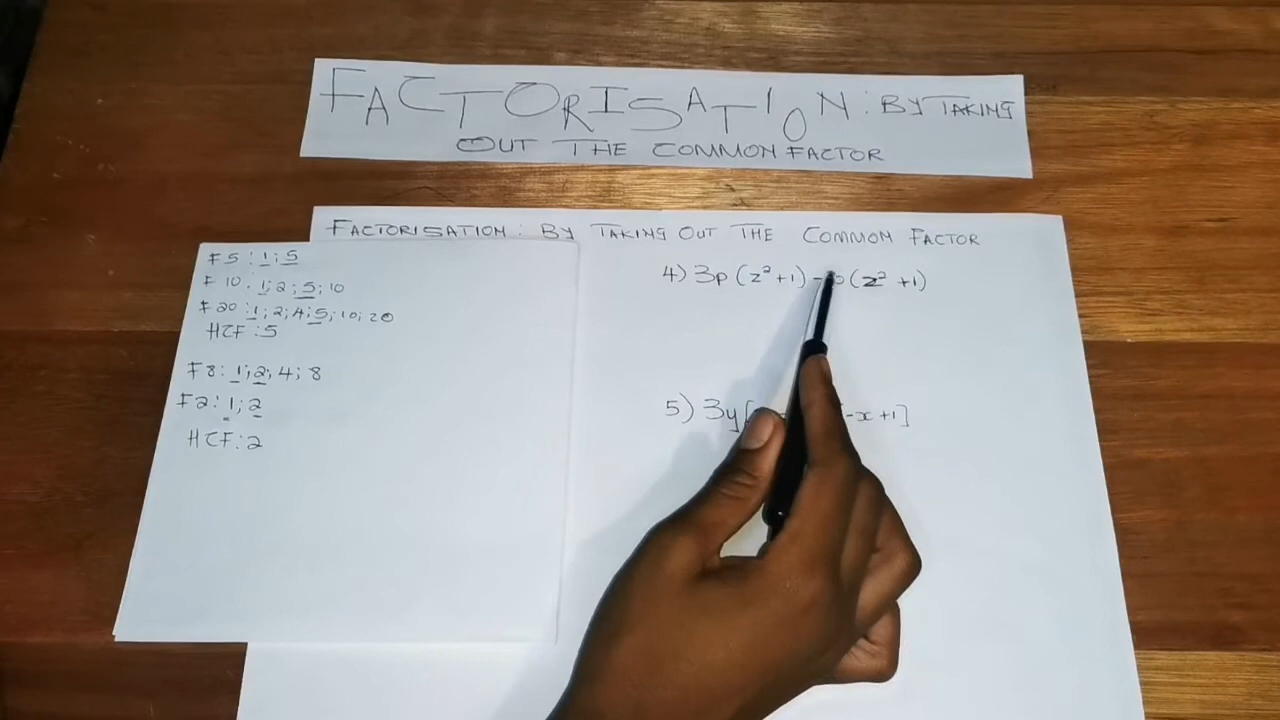 FACTORISATION: BY TAKING
OUT THE COMMON FACTOR
FACTORISATION: BY TAKING OUT THE COMMON FACTOR
F5: 1; 5
F10: 1; 2; 5; 10
F20: 1; 2; 4; 5; 10; 20
HCF: 5
F8: 1; 2; 4; 8
F2: 1; 2
HCF: 2
4) 3p(z²+1) - (z²+1)
5) 3y[ -x+1]